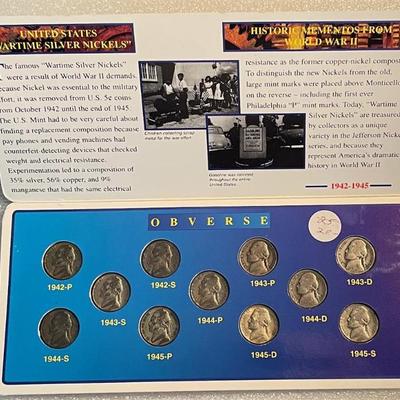 UNITED STATES
"WARTIME SILVER NICKELS"
The famous "Wartime Silver Nickels"
were a result of World War II demands.
Because Nickel was essential to the military
effort, it was removed from U.S. 5¢ coins
from October 1942 until the end of 1945.
The U.S. Mint had to be very careful about
finding a replacement composition because
pay phones and vending machines had
counterfeit-detecting devices that checked
weight and electrical resistance.
Experimentation led to a composition of
35% silver, 56% copper, and 9%
manganese that had the same electrical
Children collecting scrap
metal for the war effort.
Gasoline was rationed
throughout the entire
United States.
HISTORIC MEMENTOS FROM
WORLD WAR II
resistance as the former copper-nickel compost
To distinguish the new Nickels from the old,
large mint marks were placed above Monticello
on the reverse – including the first ever
Philadelphia "P" mint marks. Today, "Wartime
Silver Nickels" are treasured
by collectors as a unique
variety in the Jefferson Nickel
series, and because they
represent America's dramatic
history in World War II.
1942-1945
OBVERSE
1942-P
1942-S
1943-P
1943-D
1943-S
1944-P
1944-D
1944-S
1945-P
1945-D
1945-S